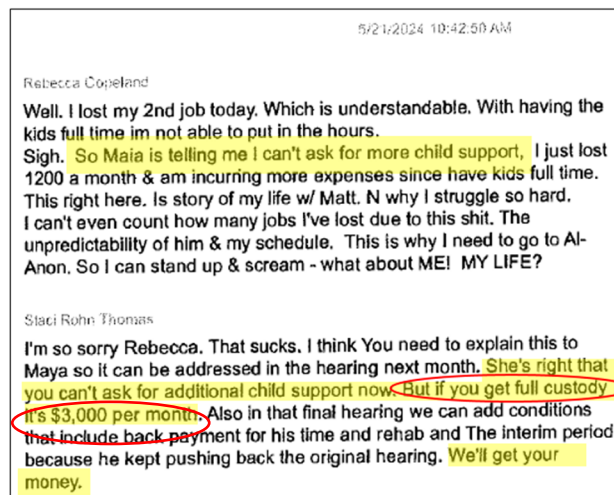 5/21/2024 10:42:50 AM
Rebecca Copeland
Well. I lost my 2nd job today. Which is understandable. With having the
kids full time im not able to put in the hours.
Sigh. So Maia is telling me I can't ask for more child support, I just lost
1200 a month & am incurring more expenses since have kids full time.
This right here. Is story of my life w/ Matt. N why I struggle so hard.
I can't even count how many jobs I've lost due to this shit. The
unpredictability of him & my schedule. This is why I need to go to Al-
Anon. So I can stand up & scream - what about ME! MY LIFE?
Staci Rohn Thomas
I'm so sorry Rebecca. That sucks. I think You need to explain this to
Maya so it can be addressed in the hearing next month. She's right that
you can't ask for additional child support now. But if you get full custody
it's $3,000 per month. Also in that final hearing we can add conditions
that include back payment for his time and rehab and The interim period
because he kept pushing back the original hearing. We'll get your
money.